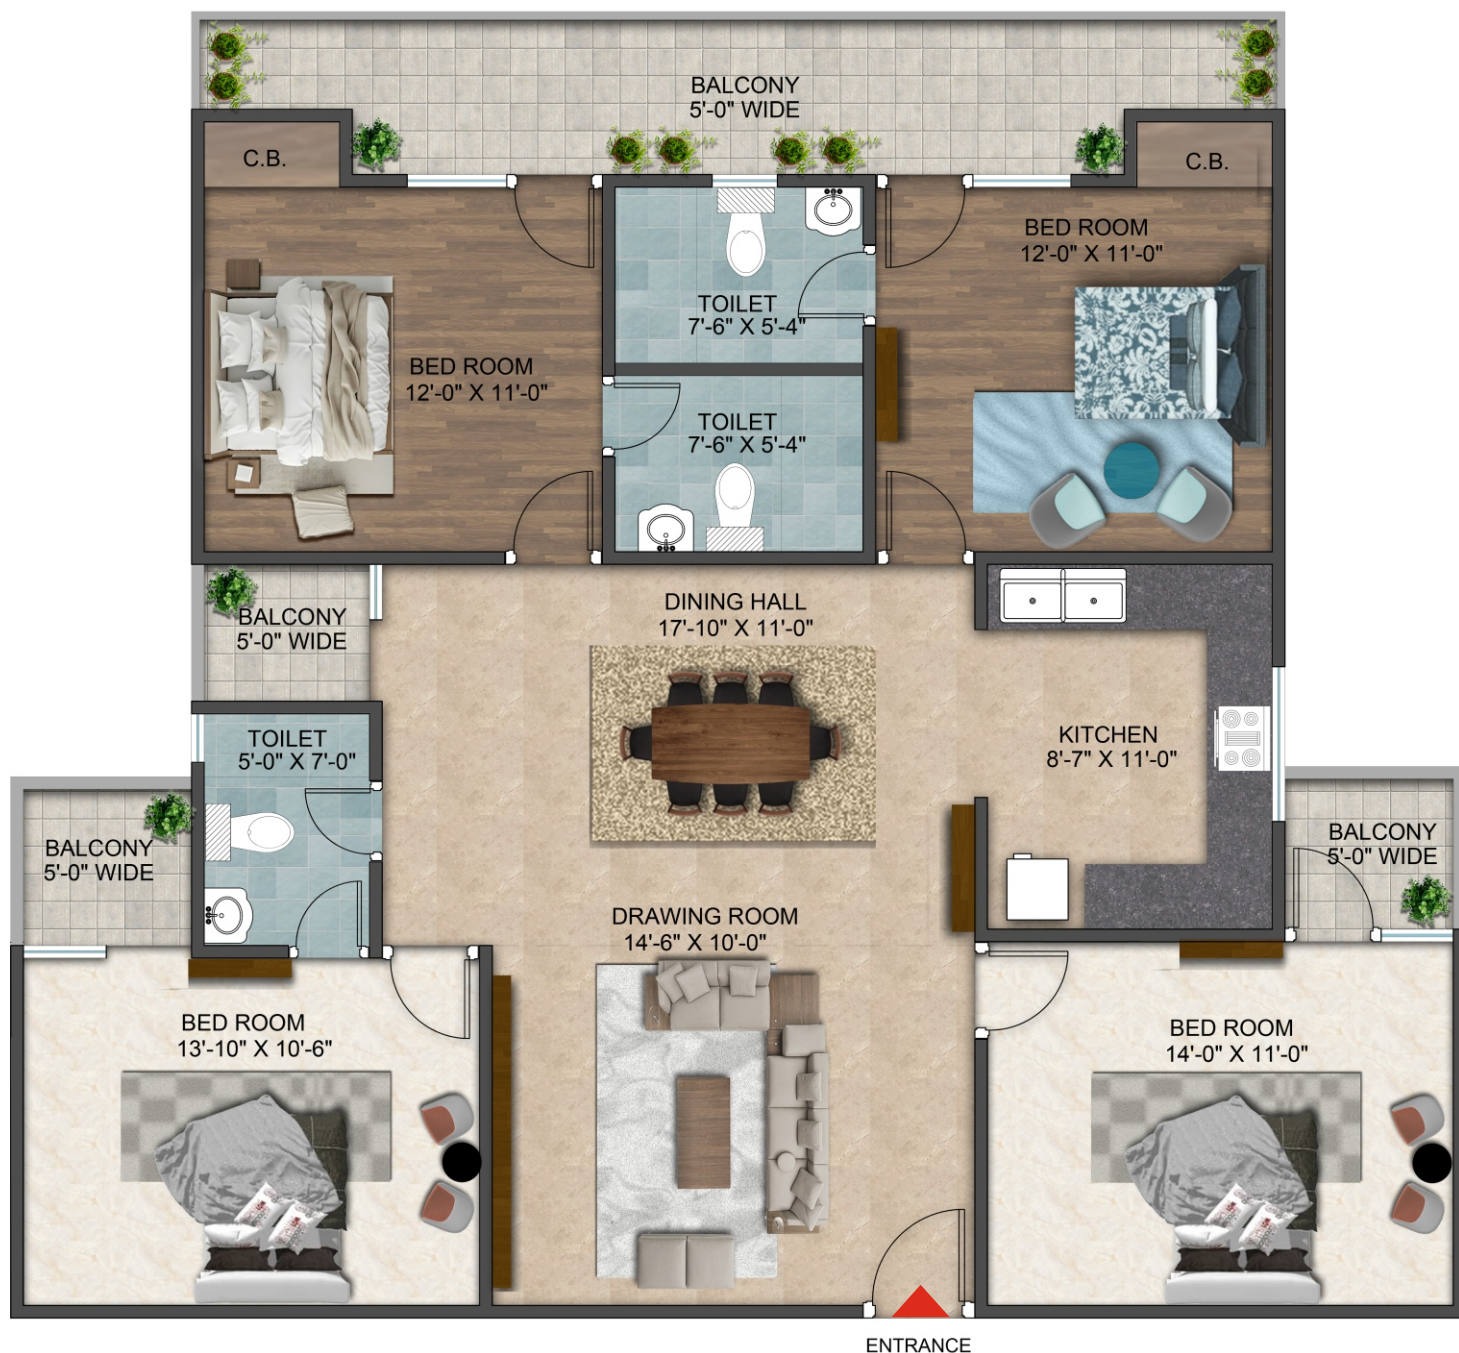 BALCONY
5'-0" WIDE
C.B.
C.B.
BED ROOM
12'-0" X 11'-0"
TOILET
7'-6" X 5'-4"
BED ROOM
12'-0" X 11'-0"
TOILET
7'-6" X 5'-4"
DINING HALL
17'-10" X 11'-0"
BALCONY
5'-0" WIDE
TOILET
5'-0" X 7'-0"
KITCHEN
8'-7" X 11'-0"
BALCONY
5'-0" WIDE
BALCONY
5'-0" WIDE
DRAWING ROOM
14'-6" X 10'-0"
BED ROOM
13'-10" X 10'-6"
BED ROOM
14'-0" X 11'-0"
ENTRANCE